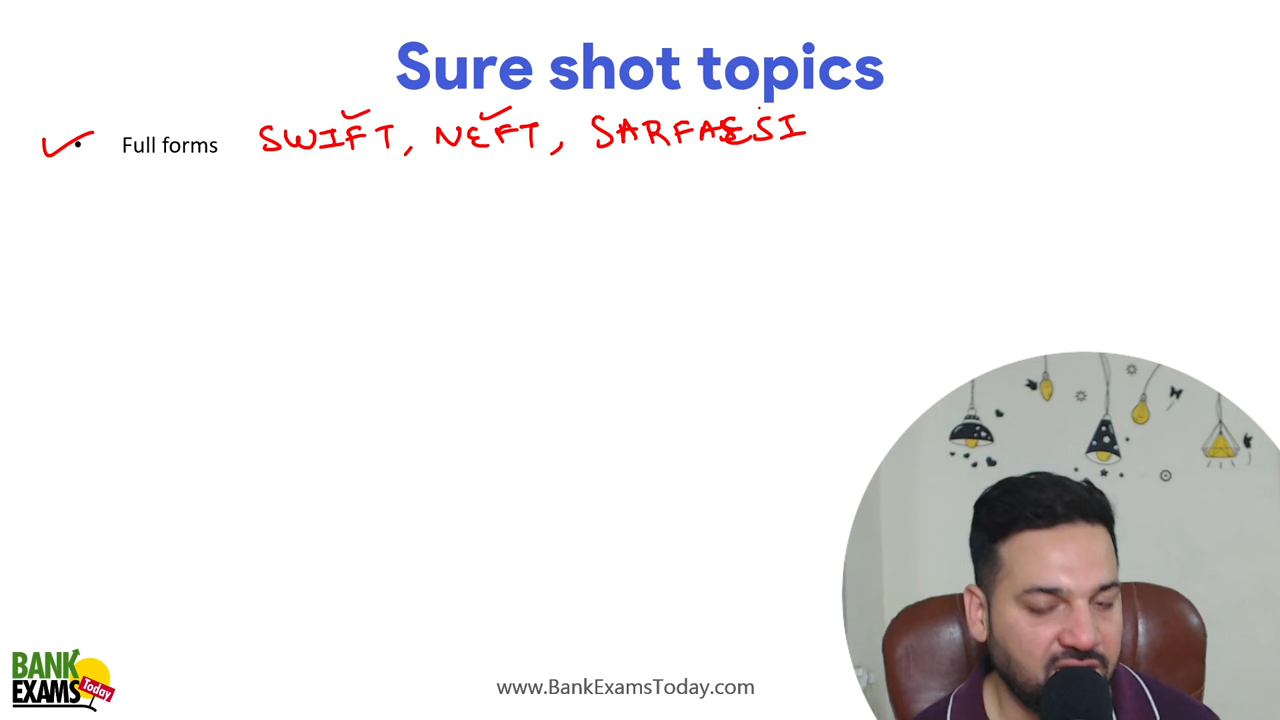 Sure shot topics
• Full forms SWIFT, NEFT, SARFAESI
BANK
EXAMS Today
www.BankExamsToday.com